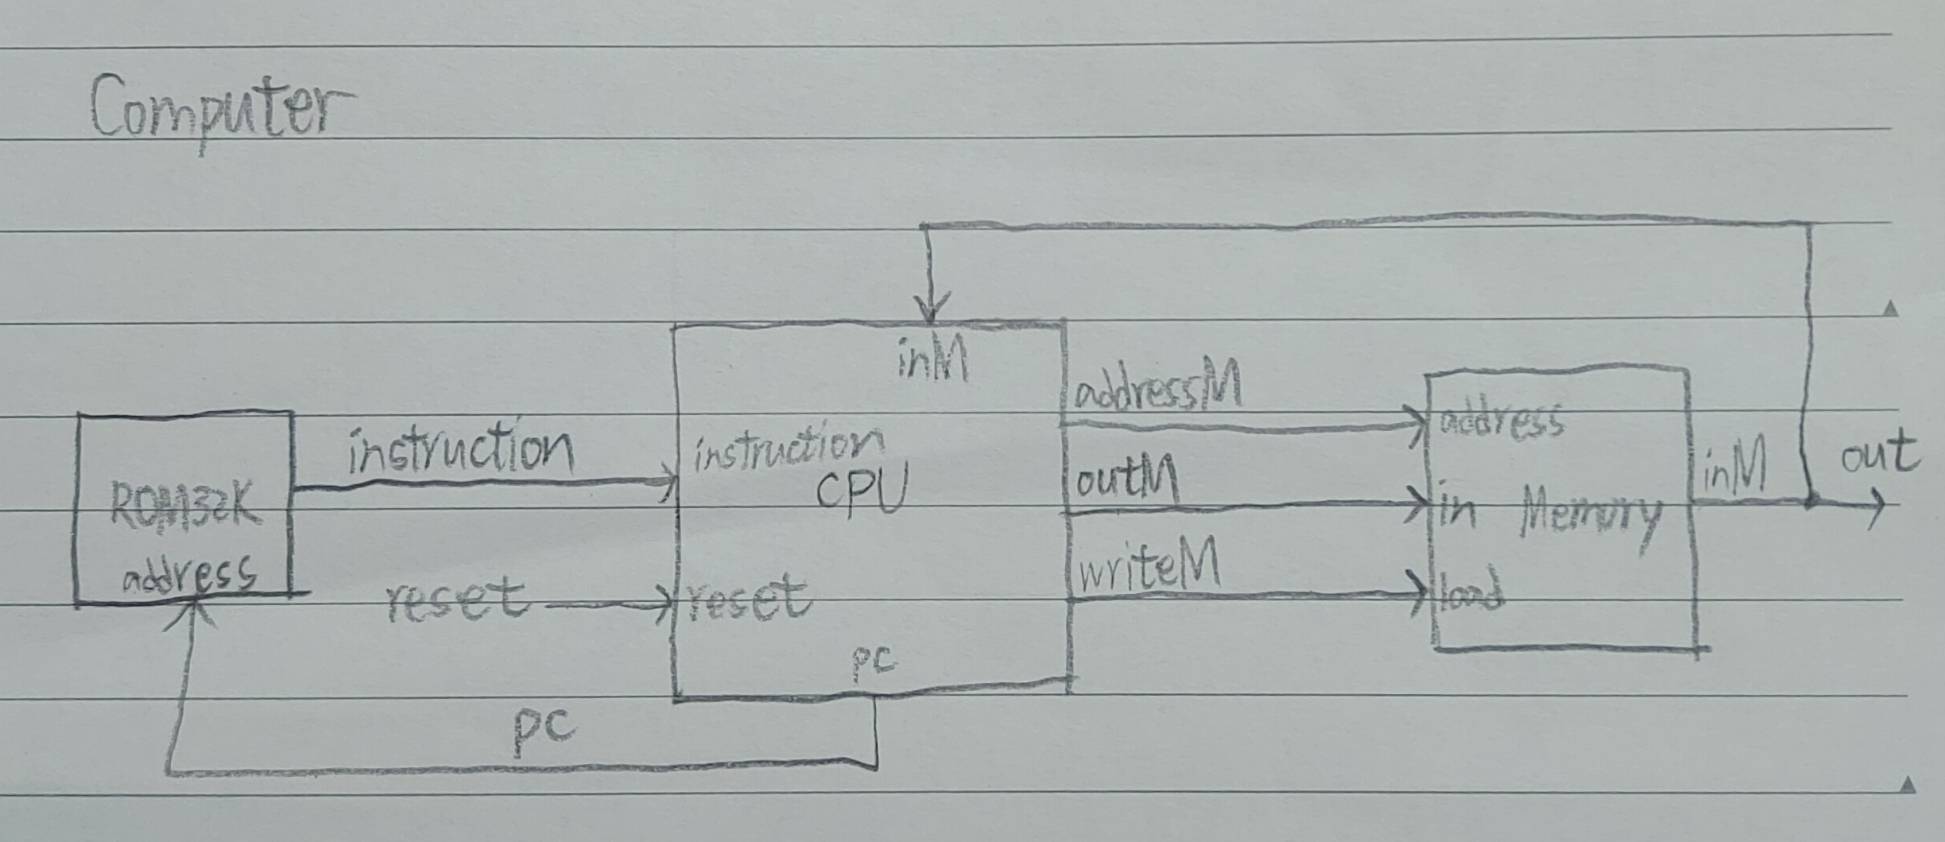 Computer
inM
addressM
address
instruction
instruction
CPU
outM
inM
out
ROM32K
in Memory
address
reset
reset
writeM
load
pc
pc